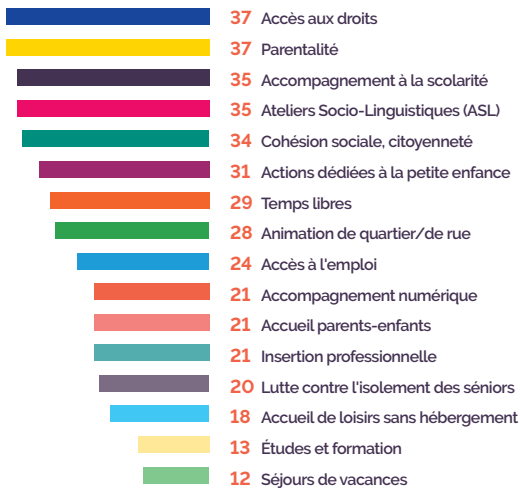 37 Accès aux droits
37 Parentalité
35 Accompagnement à la scolarité
35 Ateliers Socio-Linguistiques (ASL)
34 Cohésion sociale, citoyenneté
31 Actions dédiées à la petite enfance
29 Temps libres
28 Animation de quartier/de rue
24 Accès à l'emploi
21 Accompagnement numérique
21 Accueil parents-enfants
21 Insertion professionnelle
20 Lutte contre l'isolement des séniors
18 Accueil de loisirs sans hébergement
13 Études et formation
12 Séjours de vacances